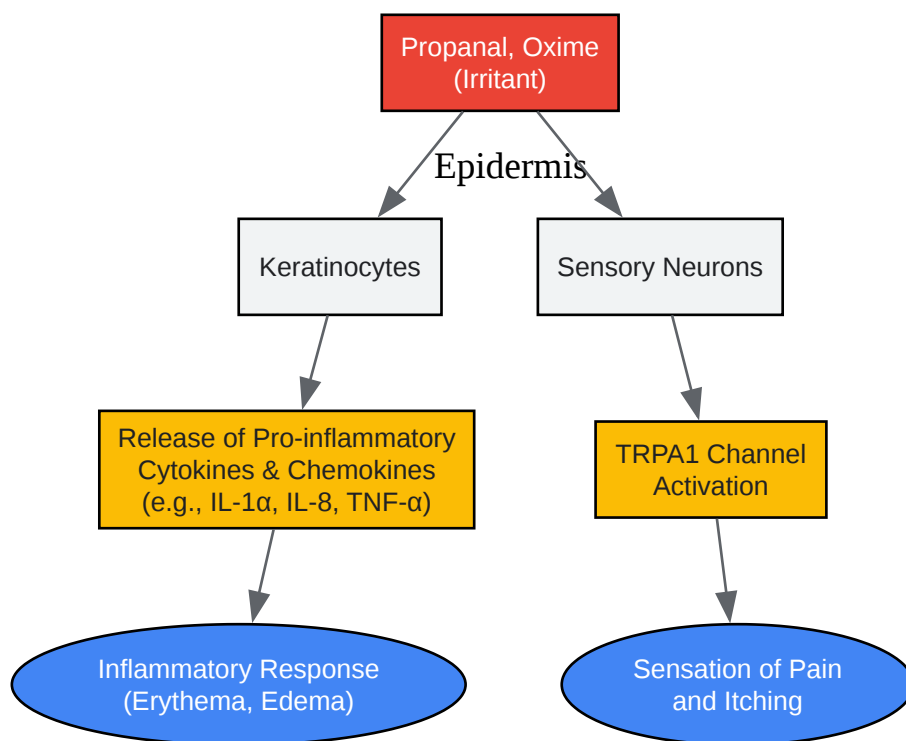 Propanal, Oxime
(Irritant)
Epidermis
Keratinocytes
Sensory Neurons
Release of Pro-inflammatory
Cytokines & Chemokines
(e.g., IL-1α, IL-8, TNF-α)
TRPA1 Channel
Activation
Inflammatory Response
(Erythema, Edema)
Sensation of Pain
and Itching